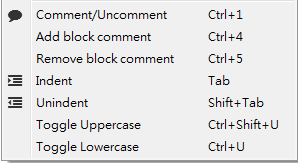 Comment/Uncomment Ctrl+1
Add block comment Ctrl+4
Remove block comment Ctrl+5
Indent Tab
Unindent Shift+Tab
Toggle Uppercase Ctrl+Shift+U
Toggle Lowercase Ctrl+U